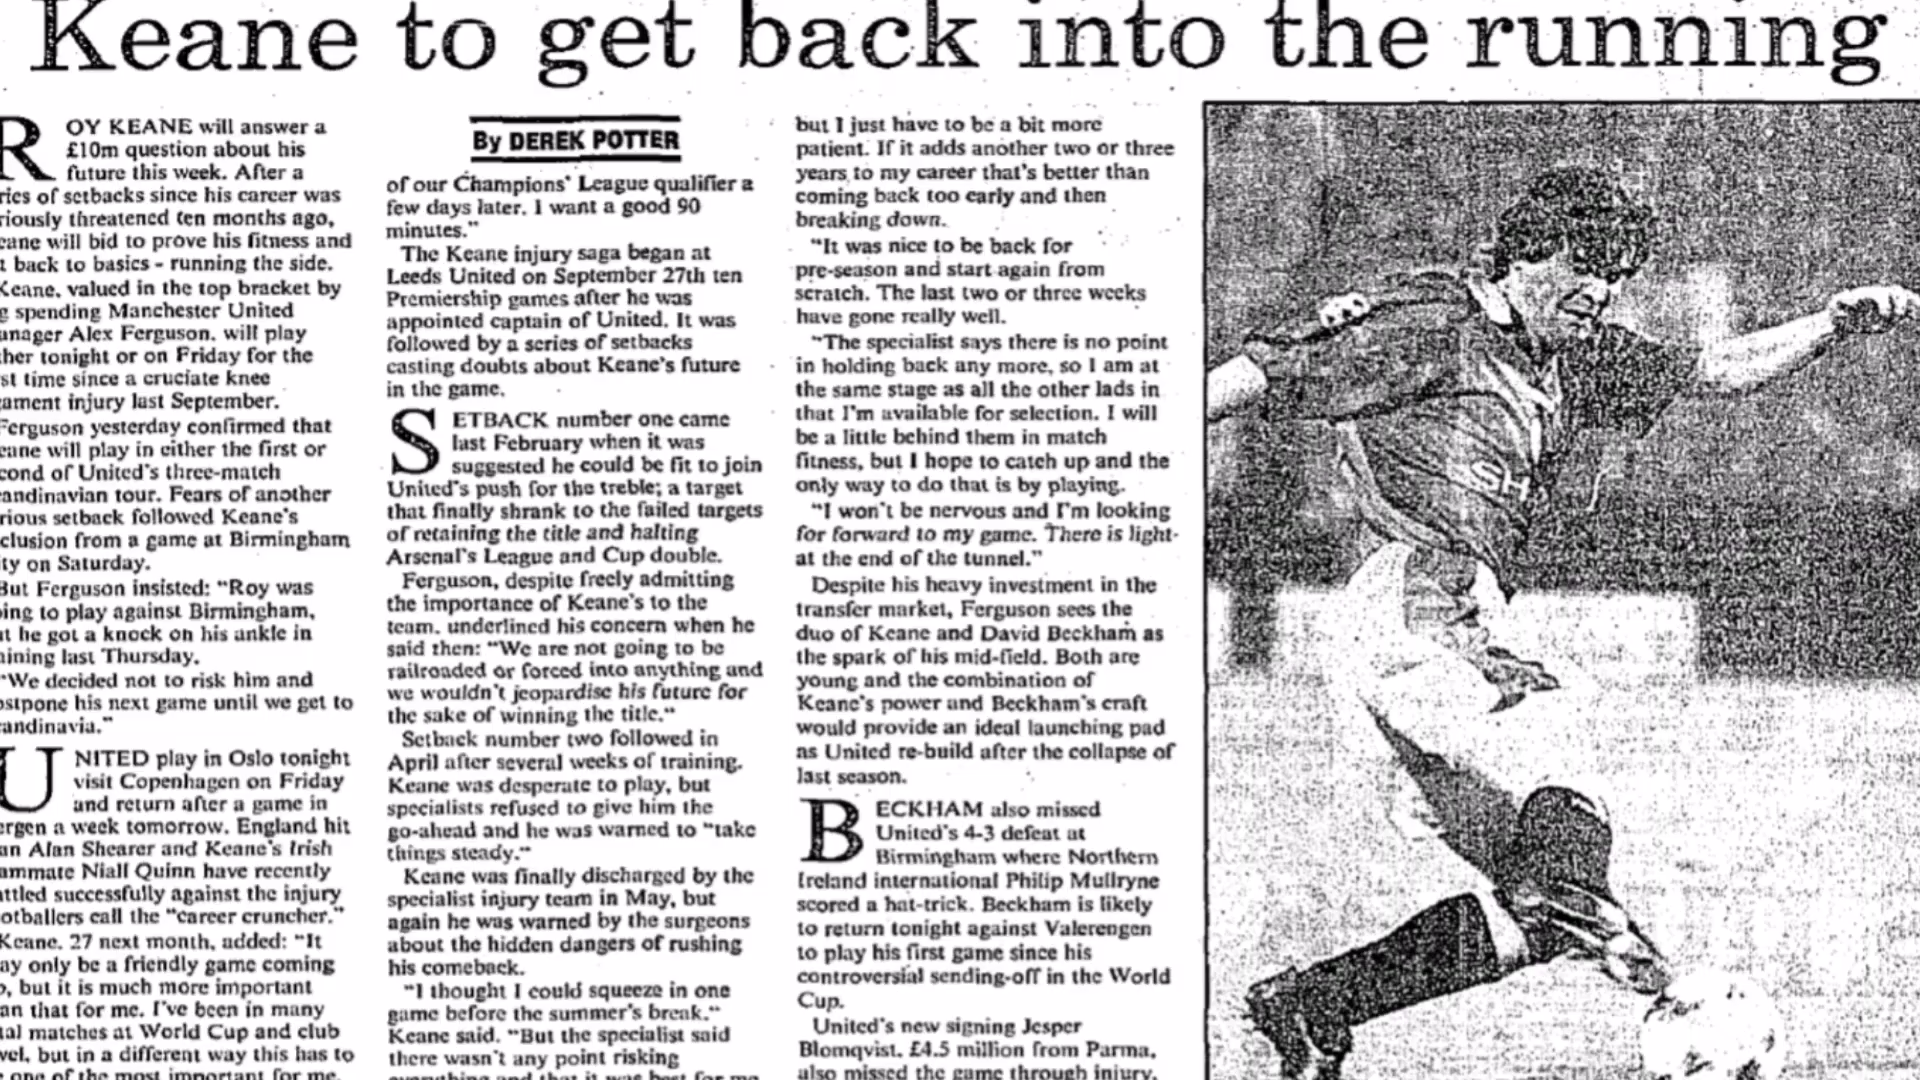 Keane to get back into the running
ROY KEANE will answer a
£10m question about his
future this week. After a
ries of setbacks since his career was
riously threatened ten months ago,
eane will bid to prove his fitness and
t back to basics - running the side.
Keane, valued in the top bracket by
g spending Manchester United
anager Alex Ferguson, will play
her tonight or on Friday for the
st time since a cruciate knee
ament injury last September.
Ferguson yesterday confirmed that
eane will play in either the first or
cond of United's three-match
andinavian tour. Fears of another
rious setback followed Keane's
clusion from a game at Birmingham
ity on Saturday.
But Ferguson insisted: "Roy was
ing to play against Birmingham,
ut he got a knock on his ankle in
aining last Thursday.
"We decided not to risk him and
ostpone his next game until we get to
candinavia."
UNITED play in Oslo tonight
visit Copenhagen on Friday
and return after a game in
ergen a week tomorrow. England hit
an Alan Shearer and Keane's Irish
ammate Niall Quinn have recently
attled successfully against the injury
otballers call the "career cruncher."
Keane, 27 next month, added: "It
ay only be a friendly game coming
o, but it is much more important
an that for me. I've been in many
tal matches at World Cup and club
vel, but in a different way this has to
e one of the most important for me.
By DEREK POTTER
of our Champions' League qualifier a
few days later. I want a good 90
minutes."
The Keane injury saga began at
Leeds United on September 27th ten
Premiership games after he was
appointed captain of United. It was
followed by a series of setbacks
casting doubts about Keane's future
in the game.
SETBACK number one came
last February when it was
suggested he could be fit to join
United's push for the treble; a target
that finally shrank to the failed targets
of retaining the title and halting
Arsenal's League and Cup double.
Ferguson, despite freely admitting
the importance of Keane's to the
team, underlined his concern when he
said then: "We are not going to be
railroaded or forced into anything and
we wouldn't jeopardise his future for
the sake of winning the title."
Setback number two followed in
April after several weeks of training.
Keane was desperate to play, but
specialists refused to give him the
go-ahead and he was warned to "take
things steady."
Keane was finally discharged by the
specialist injury team in May, but
again he was warned by the surgeons
about the hidden dangers of rushing
his comeback.
"I thought I could squeeze in one
game before the summer's break."
Keane said. "But the specialist said
there wasn't any point risking
everything and that it was best for me
but I just have to be a bit more
patient. If it adds another two or three
years to my career that's better than
coming back too early and then
breaking down.
"It was nice to be back for
pre-season and start again from
scratch. The last two or three weeks
have gone really well.
"The specialist says there is no point
in holding back any more, so I am at
the same stage as all the other lads in
that I'm available for selection. I will
be a little behind them in match
fitness, but I hope to catch up and the
only way to do that is by playing.
"I won't be nervous and I'm looking
for forward to my game. There is light
at the end of the tunnel."
Despite his heavy investment in the
transfer market, Ferguson sees the
duo of Keane and David Beckham as
the spark of his mid-field. Both are
young and the combination of
Keane's power and Beckham's craft
would provide an ideal launching pad
as United re-build after the collapse of
last season.
BECKHAM also missed
United's 4-3 defeat at
Birmingham where Northern
Ireland international Philip Mullryne
scored a hat-trick. Beckham is likely
to return tonight against Valerengen
to play his first game since his
controversial sending-off in the World
Cup.
United's new signing Jesper
Blomqvist, £4.5 million from Parma,
also missed the game through injury.
SH